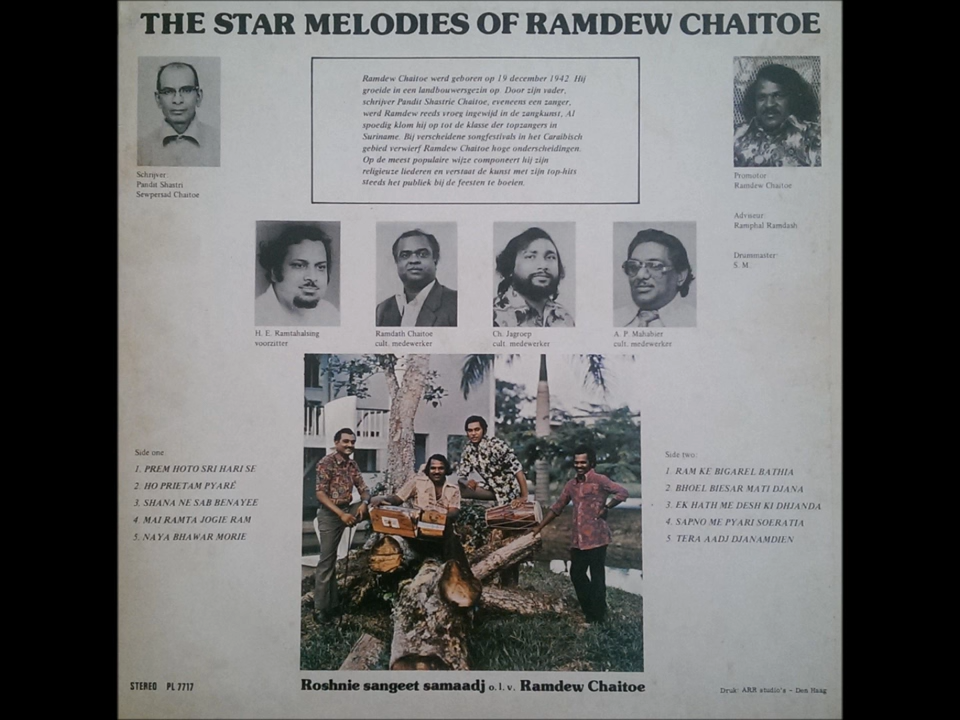 THE STAR MELODIES OF RAMDEW CHAITOE
Ramdew Chaitoe werd geboren op 19 december 1942. Hij
groeide in een landbouwersgezin op. Door zijn vader,
schrijver Pandit Shastrie Chaitoe, eveneens een zanger,
werd Ramdew reeds vroeg ingewijd in de zangkunst, Al
spoedig klom hij op tot de klasse der topzangers in
Suriname. Bij verscheidene songfestivals in het Caraïbisch
gebied verwierf Ramdew Chaitoe hoge onderscheidingen.
Op de meest populaire wijze componeert hij zijn
religieuze liederen en verstaat de kunst met zijn top-hits
steeds het publiek bij de feesten te boeien.
Schrijver:
Pandit Shastri
Sewpersad Chaitoe
Promotor:
Ramdew Chaitoe
Adviseur:
Ramphal Ramdash
Drummaster:
S. M.
H. E. Ramtahalsing
voorzitter
Ramdath Chaitoe
cult. medewerker
Ch. Jagroep
cult. medewerker
A. P. Mahabier
cult. medewerker
Side one:
1. PREM HOTO SRI HARI SE
2. HO PRIETAM PYARÉ
3. SHANA NE SAB BENAYEE
4. MAI RAMTA JOGIE RAM
5. NAYA BHAWAR MORIE
Side two:
1. RAM KE BIGAREL BATHIA
2. BHOEL BIESAR MATI DJANA
3. EK HATH ME DESH KI DHJANDA
4. SAPNO ME PYARI SOERATIA
5. TERA AADJ DJANAMDIEN
Roshnie sangeet samaadj o.l.v. Ramdew Chaitoe
STEREO PL 7717
Druk: ARR studio's - Den Haag